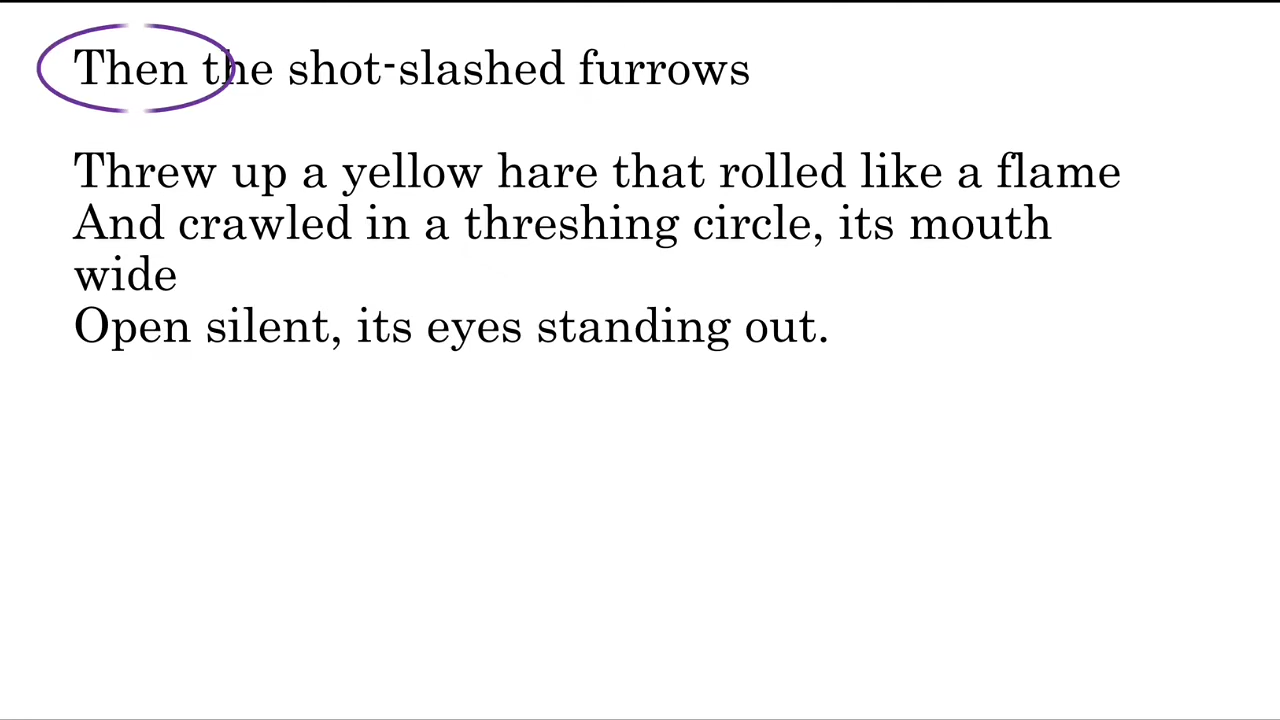 Then the shot-slashed furrows
Threw up a yellow hare that rolled like a flame
And crawled in a threshing circle, its mouth
wide
Open silent, its eyes standing out.